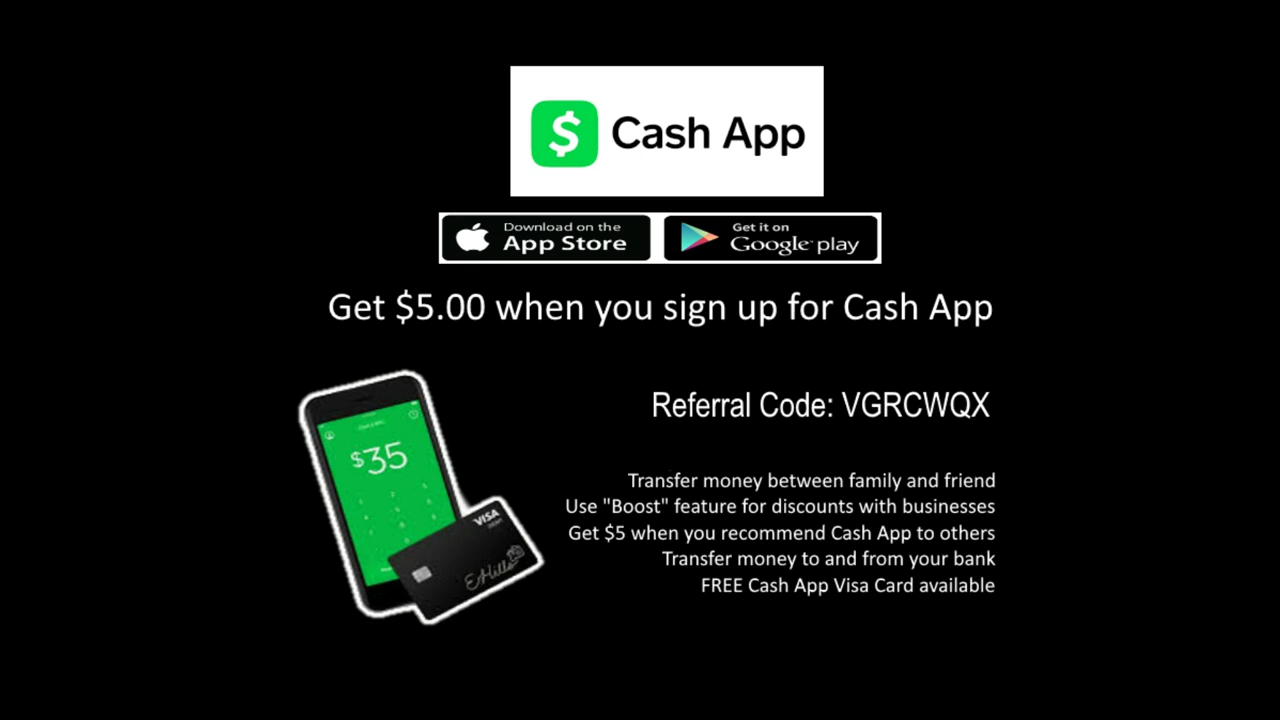 $ Cash App
Download on the
App Store
Get it on
Google play
Get $5.00 when you sign up for Cash App
Referral Code: VGRCWQX
$35
VISA
Transfer money between family and friend
Use "Boost" feature for discounts with businesses
Get $5 when you recommend Cash App to others
Transfer money to and from your bank
FREE Cash App Visa Card available